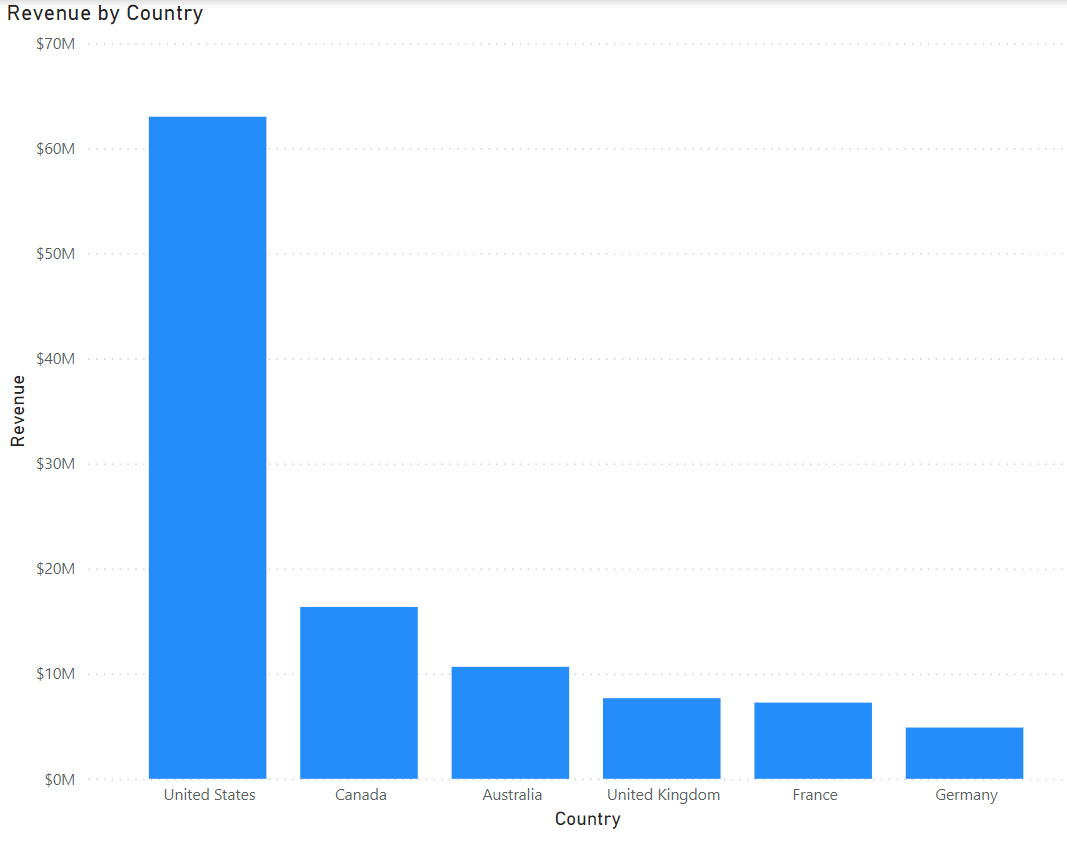 Revenue by Country
$70M
$60M
$50M
$40M
$30M
$20M
$10M
$0M
Revenue
United States Canada Australia United Kingdom France Germany
Country